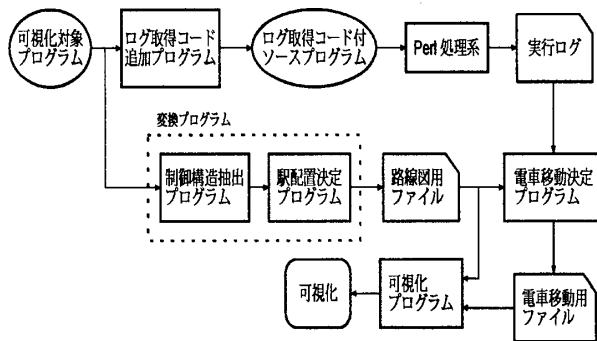 可視化対象
プログラム
ログ取得コード
追加プログラム
ログ取得コード付
ソースプログラム
Perl 処理系
実行ログ
変換プログラム
制御構造抽出
プログラム
駅配置決定
プログラム
路線図用
ファイル
電車移動決定
プログラム
可視化
可視化
プログラム
電車移動用
ファイル